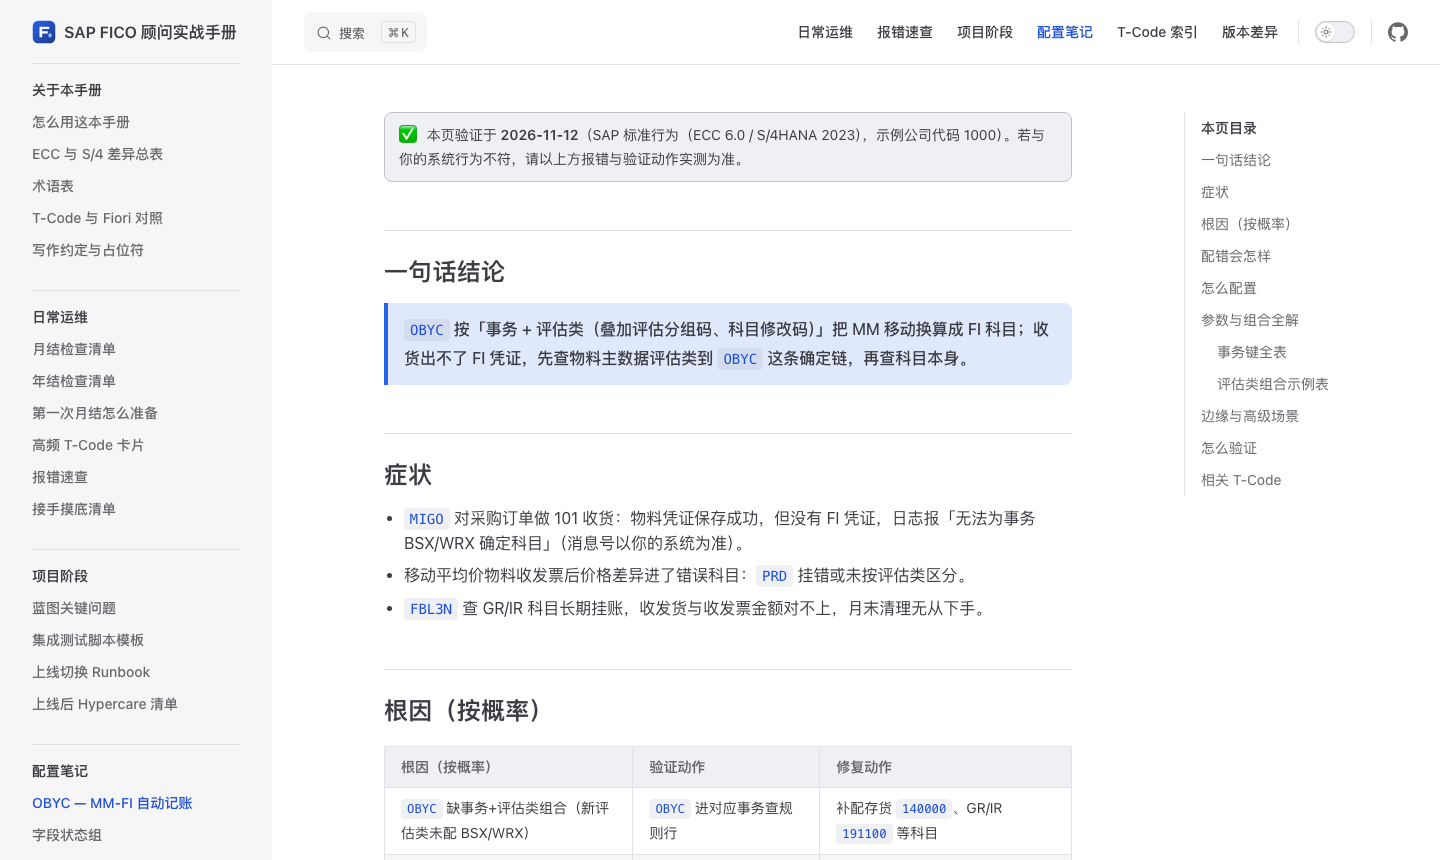 SAP FICO 顾问实战手册
搜索 ⌘K
日常运维 报错速查 项目阶段 配置笔记 T-Code 索引 版本差异
关于本手册
怎么用这本手册
ECC 与 S/4 差异总表
术语表
T-Code 与 Fiori 对照
写作约定与占位符
日常运维
月结检查清单
年结检查清单
第一次月结怎么准备
高频 T-Code 卡片
报错速查
接手摸底清单
项目阶段
蓝图关键问题
集成测试脚本模板
上线切换 Runbook
上线后 Hypercare 清单
配置笔记
OBYC — MM-FI 自动记账
字段状态组
✅ 本页验证于 2026-11-12（SAP 标准行为（ECC 6.0 / S/4HANA 2023），示例公司代码 1000）。若与
你的系统行为不符，请以上方报错与验证动作实测为准。
一句话结论
OBYC 按「事务 + 评估类（叠加评估分组码、科目修改码）」把 MM 移动换算成 FI 科目；收
货出不了 FI 凭证，先查物料主数据评估类到 OBYC 这条确定链，再查科目本身。
症状
• MIGO 对采购订单做 101 收货：物料凭证保存成功，但没有 FI 凭证，日志报「无法为事务
BSX/WRX 确定科目」（消息号以你的系统为准）。
• 移动平均价物料收发票后价格差异进了错误科目：PRD 挂错或未按评估类区分。
• FBL3N 查 GR/IR 科目长期挂账，收发货与收发票金额对不上，月末清理无从下手。
根因（按概率）
根因（按概率） 验证动作 修复动作
OBYC 缺事务+评估类组合（新评 OBYC 进对应事务查规 补配存货 140000 、GR/IR
估类未配 BSX/WRX） 则行 191100 等科目
本页目录
一句话结论
症状
根因（按概率）
配错会怎样
怎么配置
参数与组合全解
事务键全表
评估类组合示例表
边缘与高级场景
怎么验证
相关 T-Code